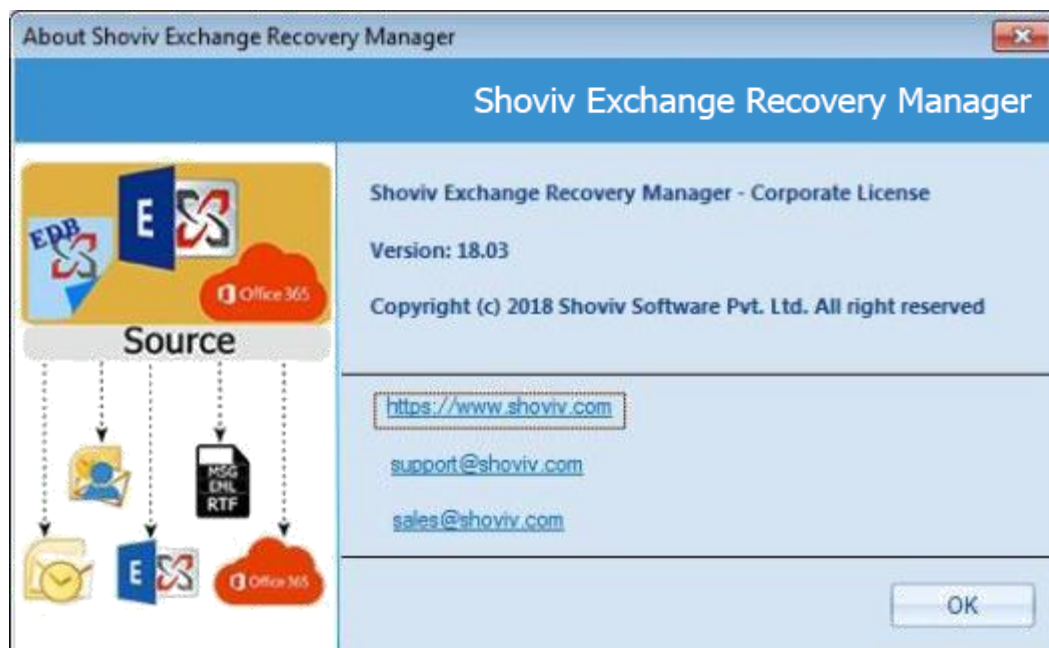 About Shoviv Exchange Recovery Manager
Shoviv Exchange Recovery Manager
EDB
E
Office 365
Source
MSG
EML
RTF
E
Office 365
Shoviv Exchange Recovery Manager - Corporate License
Version: 18.03
Copyright (c) 2018 Shoviv Software Pvt. Ltd. All right reserved
https://www.shoviv.com
support@shoviv.com
sales@shoviv.com
OK